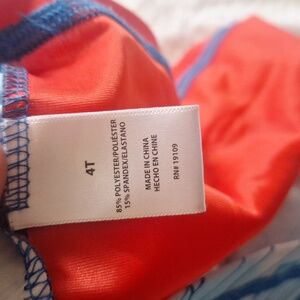 4T
85% POLYESTER/POLIÉSTER
15% SPANDEX/ELASTANO
MADE IN CHINA
HECHO EN CHINE
RN# 19109